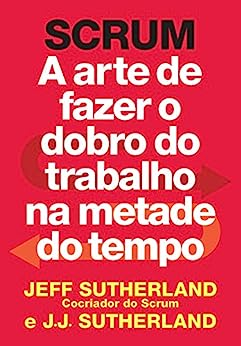 SCRUM
A arte de
fazer o
dobro do
trabalho
na metade
do tempo
JEFF SUTHERLAND
Cocriador do Scrum
e J.J. SUTHERLAND